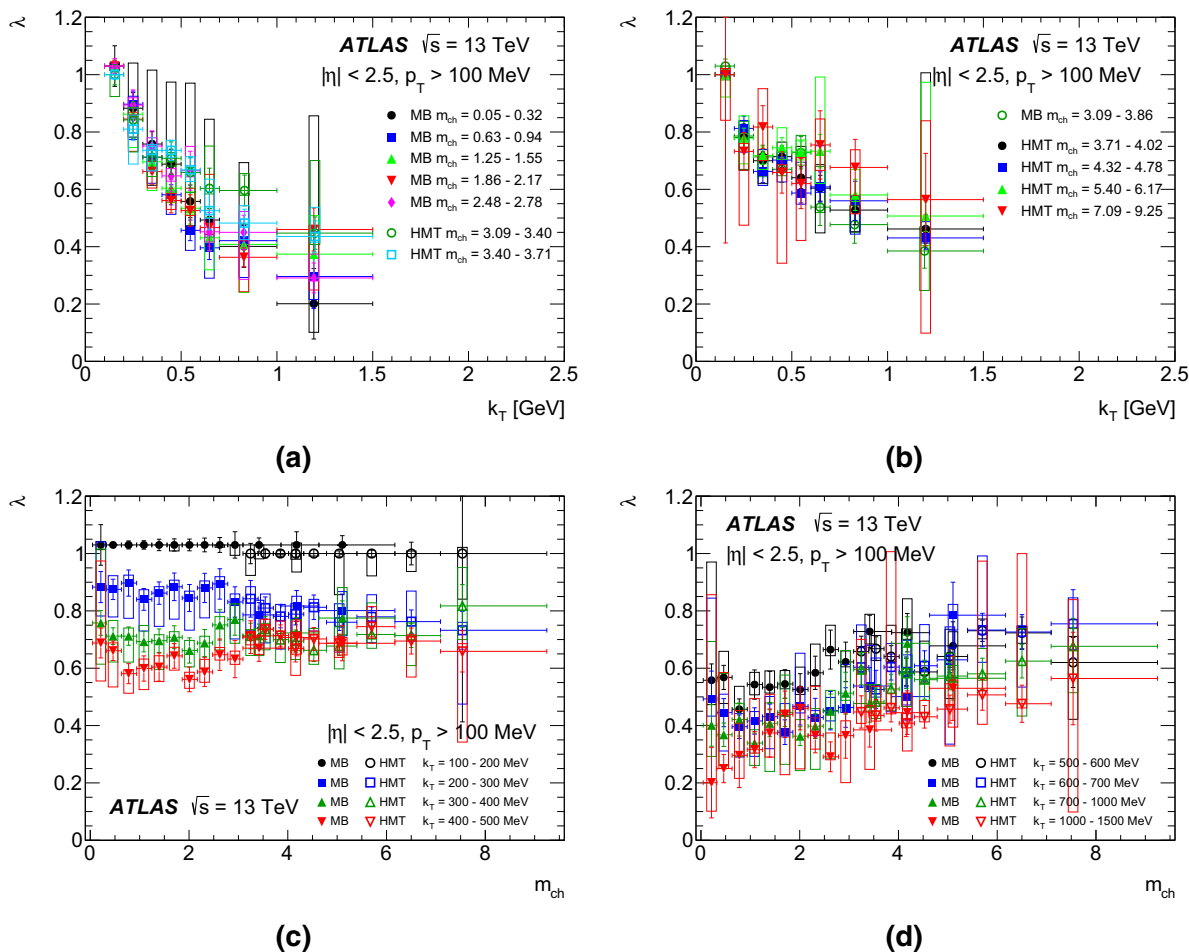 λ
1.2
1
0.8
0.6
0.4
0.2
0
ATLAS √s = 13 TeV
|η| < 2.5, p_T > 100 MeV
MB m_ch = 0.05 - 0.32
MB m_ch = 0.63 - 0.94
MB m_ch = 1.25 - 1.55
MB m_ch = 1.86 - 2.17
MB m_ch = 2.48 - 2.78
HMT m_ch = 3.09 - 3.40
HMT m_ch = 3.40 - 3.71
0 0.5 1 1.5 2 2.5
k_T [GeV]
(a)
λ
1.2
1
0.8
0.6
0.4
0.2
0
ATLAS √s = 13 TeV
|η| < 2.5, p_T > 100 MeV
MB m_ch = 3.09 - 3.86
HMT m_ch = 3.71 - 4.02
HMT m_ch = 4.32 - 4.78
HMT m_ch = 5.40 - 6.17
HMT m_ch = 7.09 - 9.25
0 0.5 1 1.5 2 2.5
k_T [GeV]
(b)
λ
1.2
1
0.8
0.6
0.4
0.2
0
|η| < 2.5, p_T > 100 MeV
MB HMT k_T = 100 - 200 MeV
MB HMT k_T = 200 - 300 MeV
MB HMT k_T = 300 - 400 MeV
MB HMT k_T = 400 - 500 MeV
ATLAS √s = 13 TeV
0 2 4 6 8
m_ch
(c)
λ
1.2
1
0.8
0.6
0.4
0.2
0
ATLAS √s = 13 TeV
|η| < 2.5, p_T > 100 MeV
MB HMT k_T = 500 - 600 MeV
MB HMT k_T = 600 - 700 MeV
MB HMT k_T = 700 - 1000 MeV
MB HMT k_T = 1000 - 1500 MeV
0 2 4 6 8
m_ch
(d)